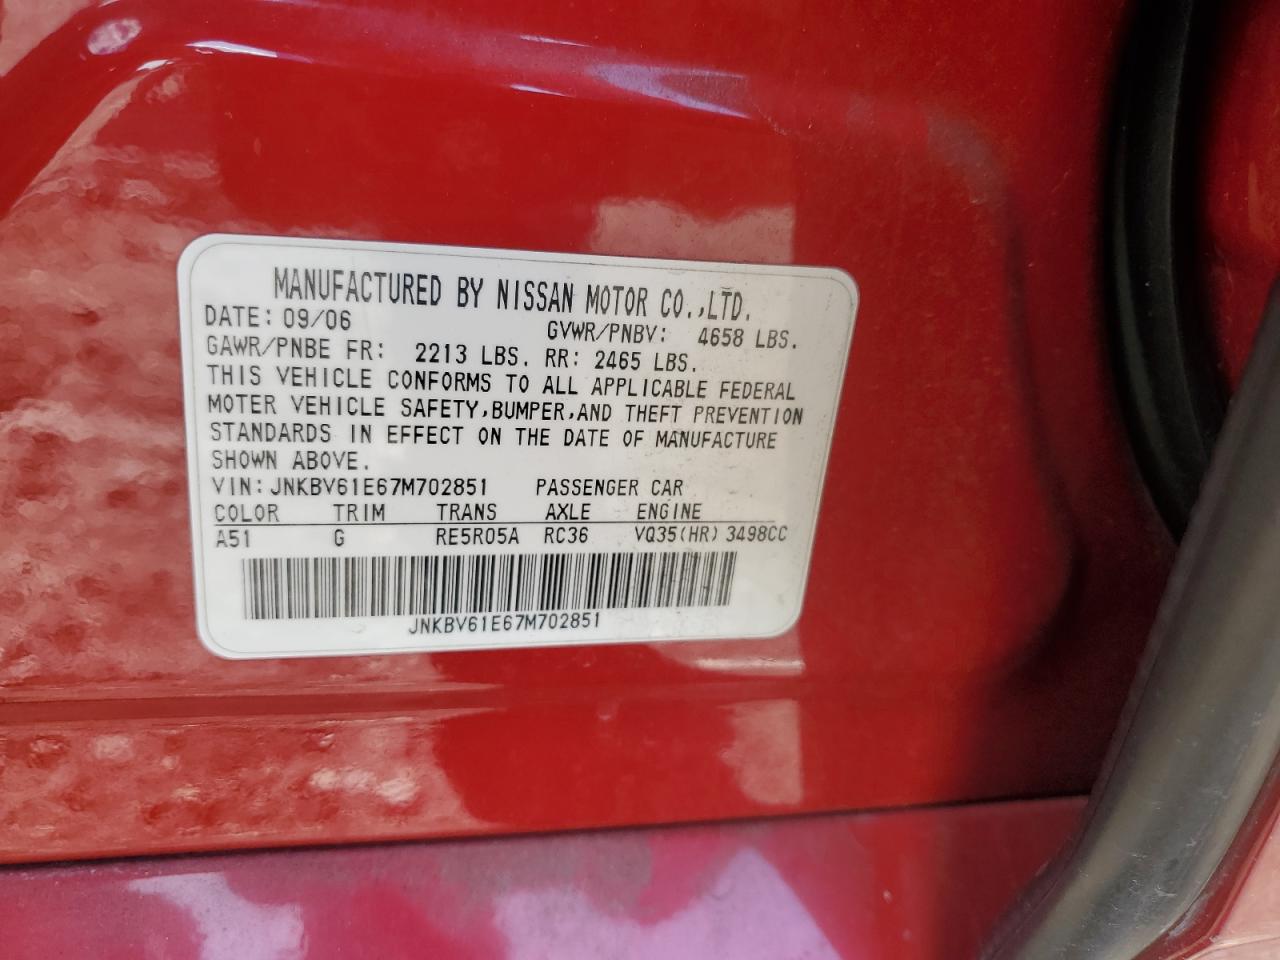 MANUFACTURED BY NISSAN MOTOR CO.,LTD.
DATE: 09/06 GVWR/PNBV: 4658 LBS.
GAWR/PNBE FR: 2213 LBS. RR: 2465 LBS.
THIS VEHICLE CONFORMS TO ALL APPLICABLE FEDERAL
MOTER VEHICLE SAFETY,BUMPER,AND THEFT PREVENTION
STANDARDS IN EFFECT ON THE DATE OF MANUFACTURE
SHOWN ABOVE.
VIN: JNKBV61E67M702851 PASSENGER CAR
COLOR TRIM TRANS AXLE ENGINE
A51 G RE5R05A RC36 VQ35(HR) 3498CC
JNKBV61E67M702851